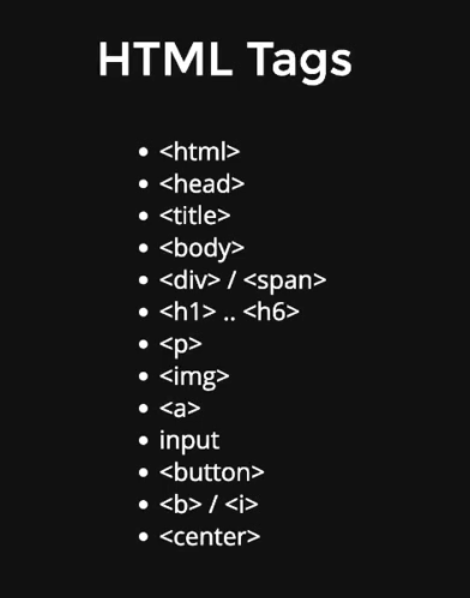 HTML Tags
• <html>
• <head>
• <title>
• <body>
• <div> / <span>
• <h1> .. <h6>
• <p>
• <img>
• <a>
• input
• <button>
• <b> / <i>
• <center>